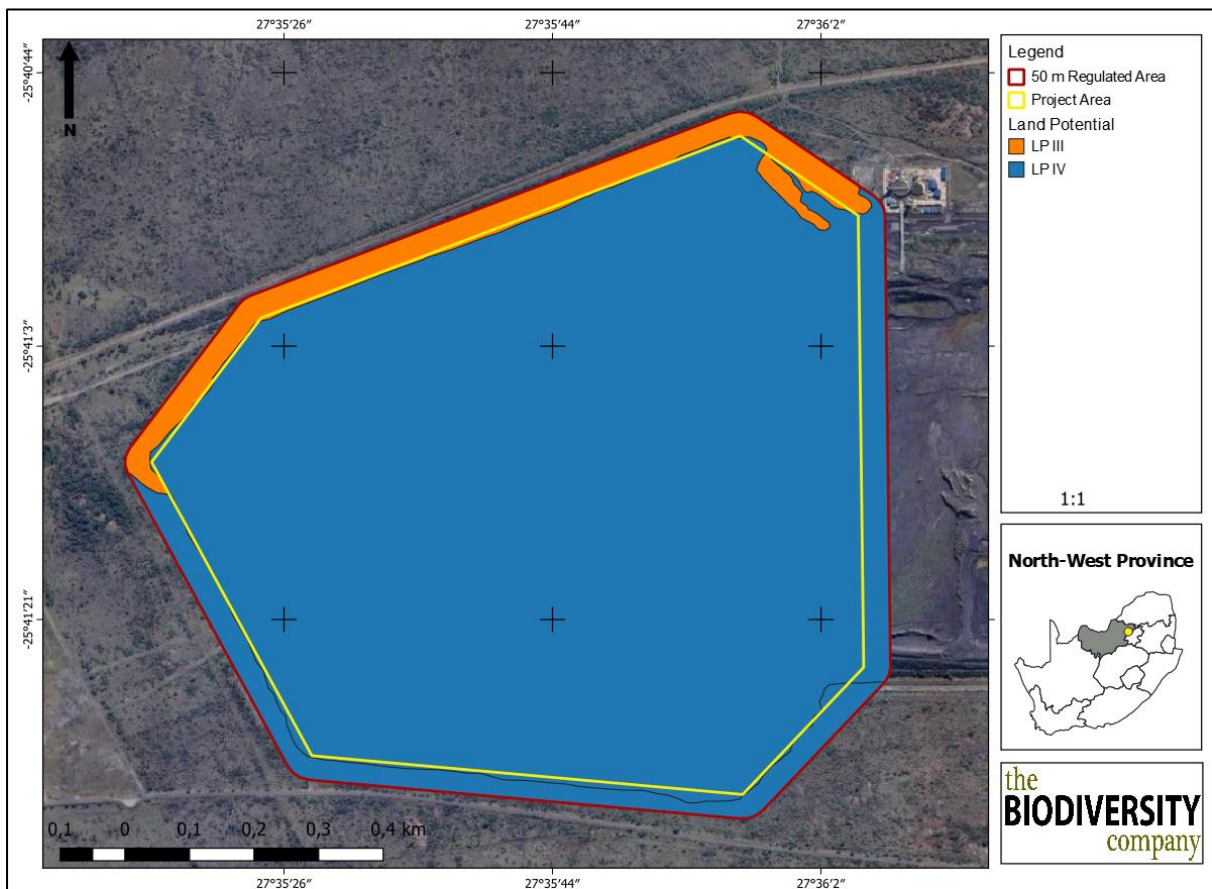 27°35'26″ 27°35'44″ 27°36'2″
-25°40'44″
-25°41'3″
-25°41'21″
N
0,1 0 0,1 0,2 0,3 0,4 km
27°35'26″ 27°35'44″ 27°36'2″
Legend
50 m Regulated Area
Project Area
Land Potential
LP III
LP IV
1:1
North-West Province
the
BIODIVERSITY
company